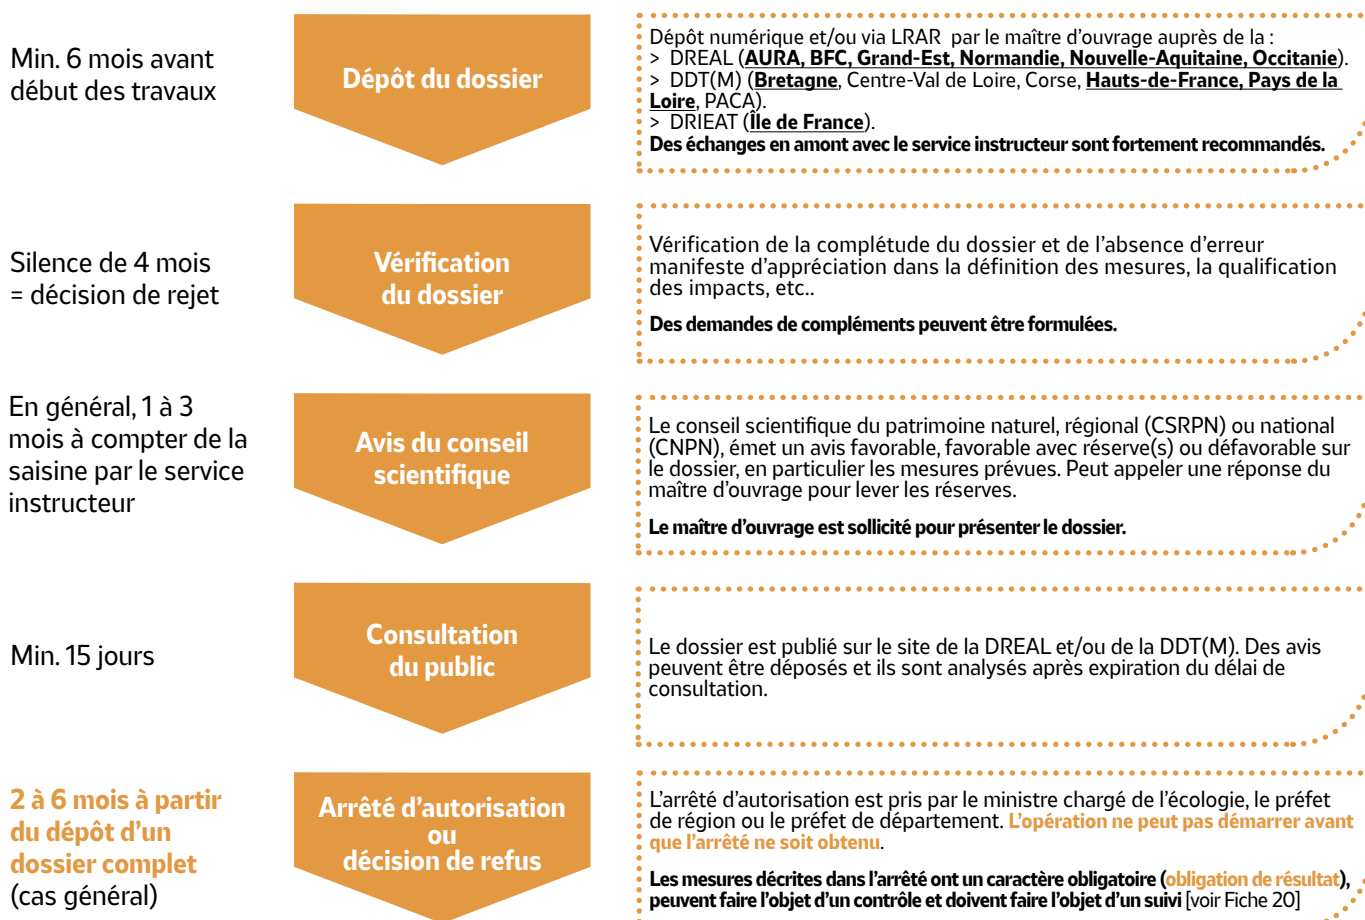 Min. 6 mois avant
début des travaux
Dépôt du dossier
Dépôt numérique et/ou via LRAR par le maître d'ouvrage auprès de la :
> DREAL (AURA, BFC, Grand-Est, Normandie, Nouvelle-Aquitaine, Occitanie).
> DDT(M) (Bretagne, Centre-Val de Loire, Corse, Hauts-de-France, Pays de la
Loire, PACA).
> DRIEAT (Île de France).
Des échanges en amont avec le service instructeur sont fortement recommandés.
Silence de 4 mois
= décision de rejet
Vérification
du dossier
Vérification de la complétude du dossier et de l'absence d'erreur
manifeste d'appréciation dans la définition des mesures, la qualification
des impacts, etc..
Des demandes de compléments peuvent être formulées.
En général, 1 à 3
mois à compter de la
saisine par le service
instructeur
Avis du conseil
scientifique
Le conseil scientifique du patrimoine naturel, régional (CSRPN) ou national
(CNPN), émet un avis favorable, favorable avec réserve(s) ou défavorable sur
le dossier, en particulier les mesures prévues. Peut appeler une réponse du
maître d'ouvrage pour lever les réserves.
Le maître d'ouvrage est sollicité pour présenter le dossier.
Min. 15 jours
Consultation
du public
Le dossier est publié sur le site de la DREAL et/ou de la DDT(M). Des avis
peuvent être déposés et ils sont analysés après expiration du délai de
consultation.
2 à 6 mois à partir
du dépôt d'un
dossier complet
(cas général)
Arrêté d'autorisation
ou
décision de refus
L'arrêté d'autorisation est pris par le ministre chargé de l'écologie, le préfet
de région ou le préfet de département. L'opération ne peut pas démarrer avant
que l'arrêté ne soit obtenu.
Les mesures décrites dans l'arrêté ont un caractère obligatoire (obligation de résultat),
peuvent faire l'objet d'un contrôle et doivent faire l'objet d'un suivi [voir Fiche 20]